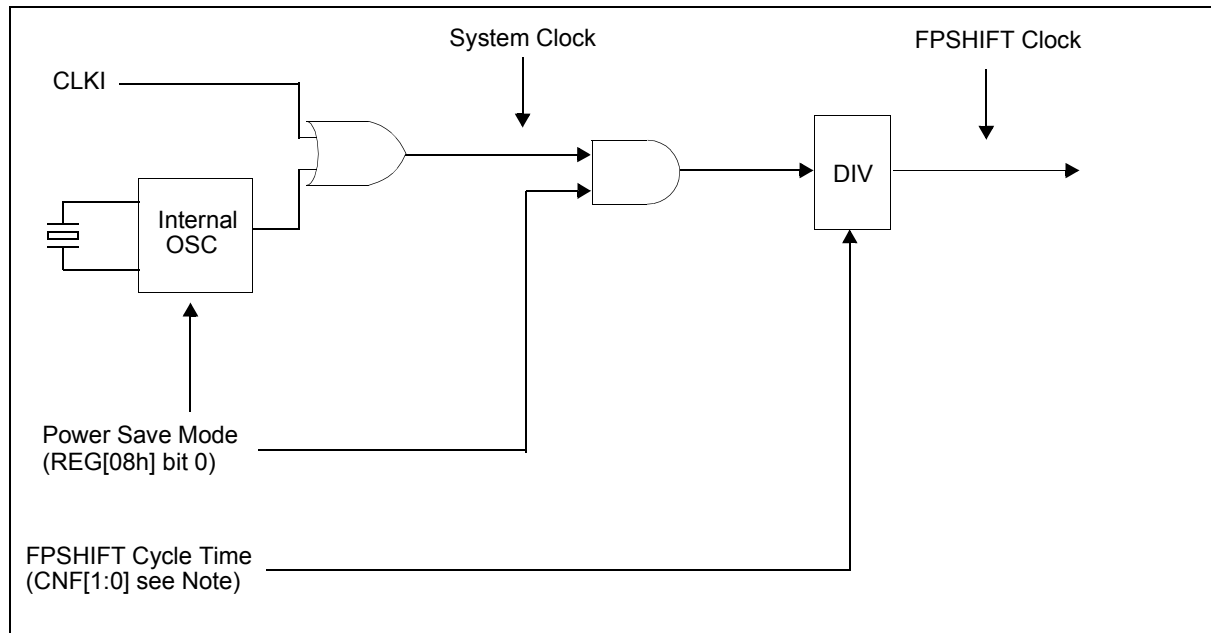 System Clock
FPSHIFT Clock
CLKI
DIV
Internal
OSC
Power Save Mode
(REG[08h] bit 0)
FPSHIFT Cycle Time
(CNF[1:0] see Note)